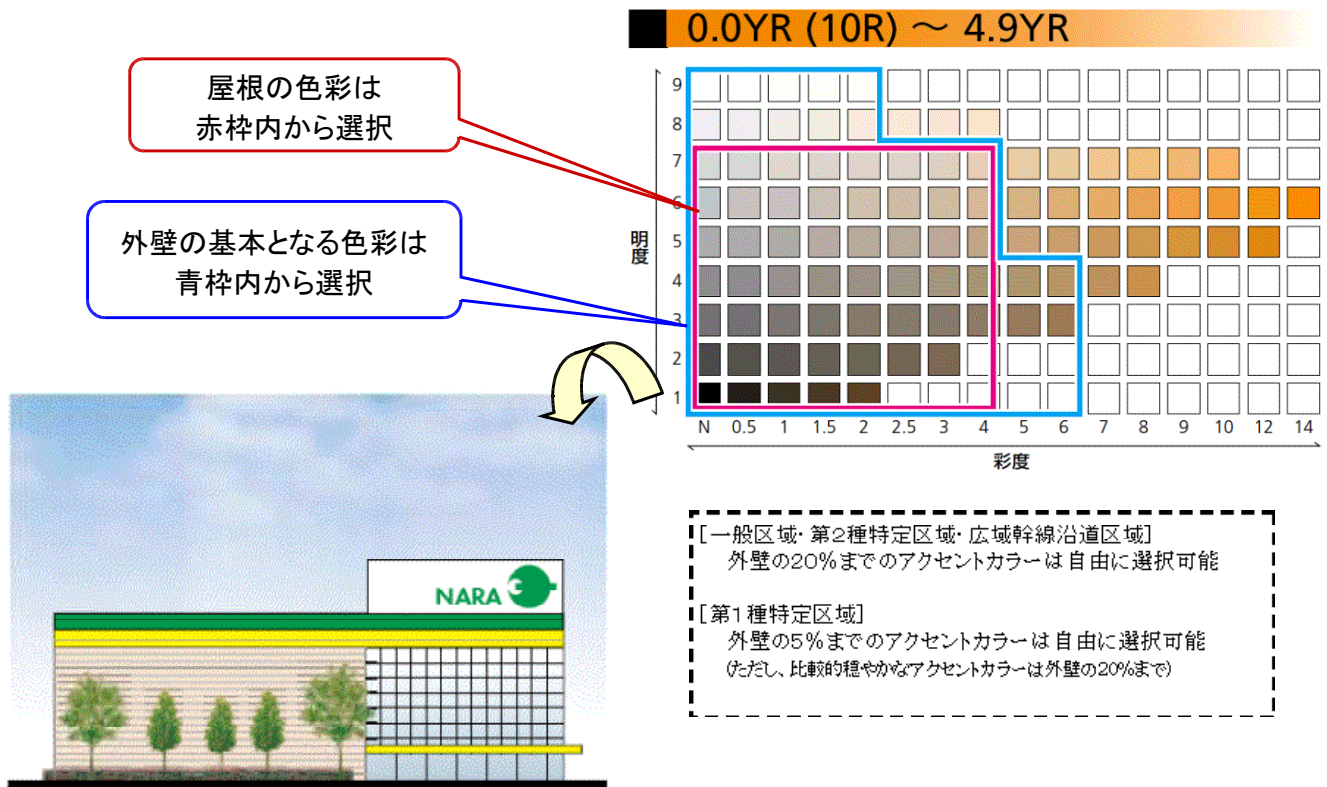 0.0YR (10R) ～ 4.9YR
屋根の色彩は
赤枠内から選択
外壁の基本となる色彩は
青枠内から選択
明度
9
8
7
6
5
4
3
2
1
N 0.5 1 1.5 2 2.5 3 4 5 6 7 8 9 10 12 14
彩度
NARA
[一般区域・第2種特定区域・広域幹線沿道区域]
外壁の20%までのアクセントカラーは自由に選択可能
[第1種特定区域]
外壁の5%までのアクセントカラーは自由に選択可能
(ただし、比較的穏やかなアクセントカラーは外壁の20%まで)